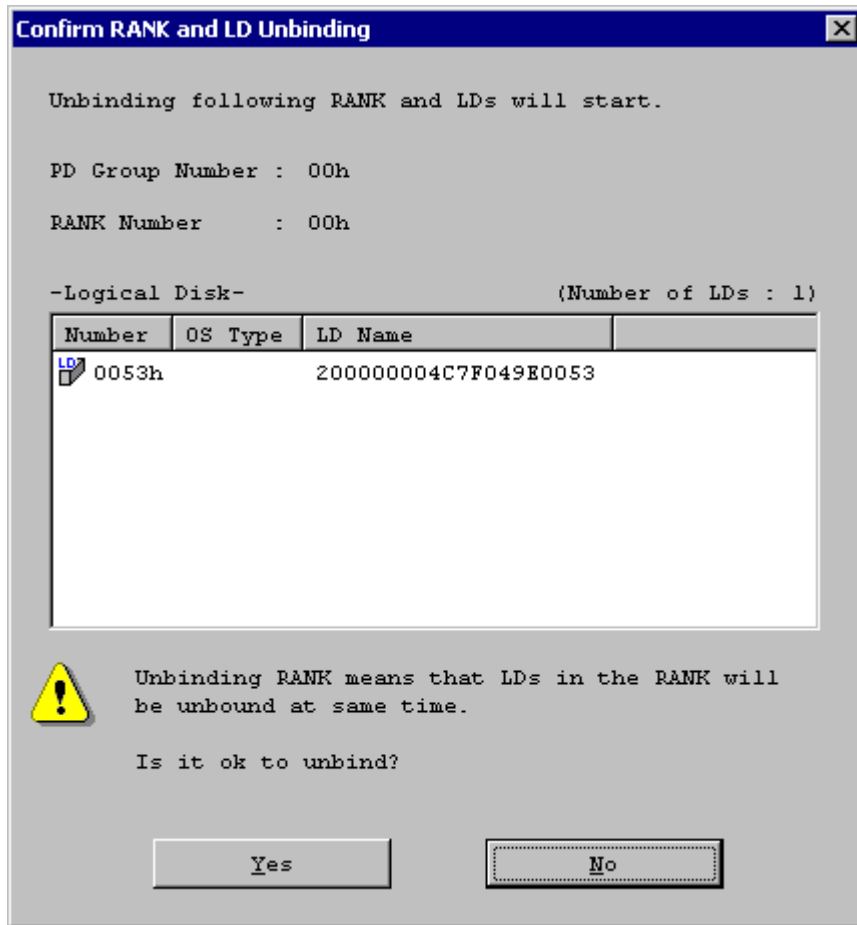 Confirm RANK and LD Unbinding
Unbinding following RANK and LDs will start.
PD Group Number : 00h
RANK Number : 00h
-Logical Disk- (Number of LDs : 1)
Number OS Type LD Name
LD 0053h 200000004C7F049E0053
Unbinding RANK means that LDs in the RANK will
be unbound at same time.
Is it ok to unbind?
Yes No